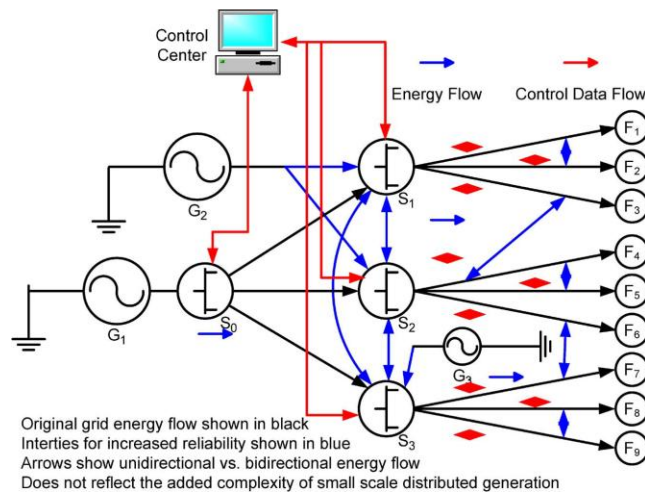 Control
Center
Energy Flow
Control Data Flow
F1
F2
F3
F4
F5
F6
F7
F8
F9
G2
S1
G1
S0
S2
G3
S3
Original grid energy flow shown in black
Interties for increased reliability shown in blue
Arrows show unidirectional vs. bidirectional energy flow
Does not reflect the added complexity of small scale distributed generation